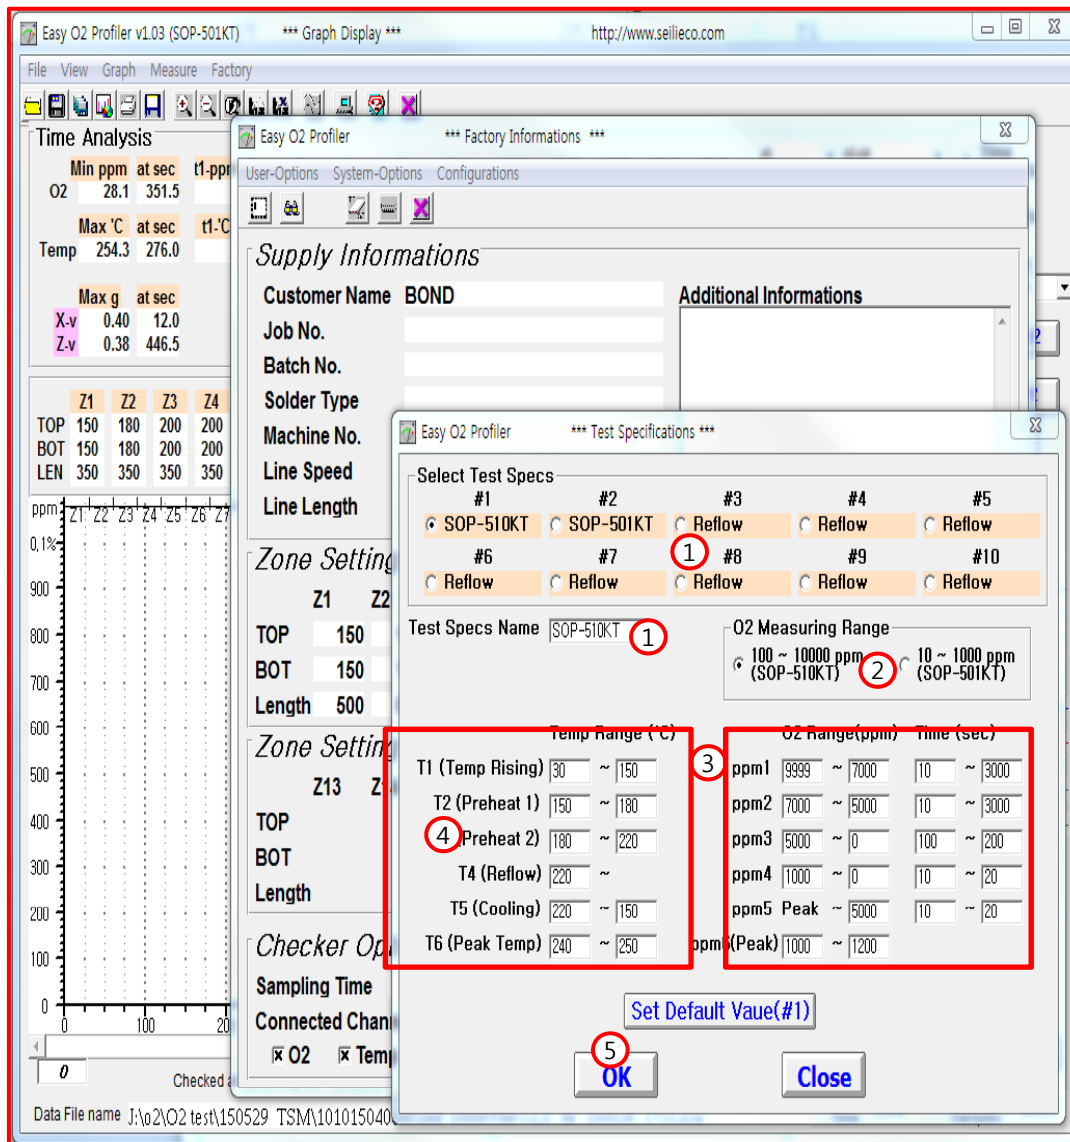 Easy O2 Profiler v1.03 (SOP-501KT) *** Graph Display *** http://www.seilieco.com
File View Graph Measure Factory
Time Analysis
Min ppm at sec t1-ppm
O2 28.1 351.5
Max 'C at sec t1-'C
Temp 254.3 276.0
Max g at sec
X-v 0.40 12.0
Z-v 0.38 446.5
Z1 Z2 Z3 Z4
TOP 150 180 200 200
BOT 150 180 200 200
LEN 350 350 350 350
ppm Z1 Z2 Z3 Z4 Z5 Z6 Z7
0,1%
900
800
700
600
500
400
300
200
100
0
0 100 20
0
Checked
Data File name J:\o2\O2 test\150529 TSM\1010150400
Easy O2 Profiler *** Factory Informations ***
User-Options System-Options Configurations
Supply Informations
Customer Name BOND Additional Informations
Job No.
Batch No.
Solder Type
Machine No.
Line Speed
Line Length
Zone Setting
Z1 Z2
TOP 150
BOT 150
Length 500
Zone Setting
Z13
TOP
BOT
Length
Checker Op
Sampling Time
Connected Chann
O2 Temp
Easy O2 Profiler *** Test Specifications ***
Select Test Specs
#1 #2 #3 #4 #5
SOP-510KT SOP-501KT Reflow Reflow Reflow
1
#6 #7 #8 #9 #10
Reflow Reflow Reflow Reflow Reflow
Test Specs Name SOP-510KT 1
O2 Measuring Range
100 ~ 10000 ppm (SOP-510KT) 2 10 ~ 1000 ppm (SOP-501KT)
Temp Range ('C) O2 Range(ppm) Time (sec)
T1 (Temp Rising) 30 ~ 150 3 ppm1 9999 ~ 7000 10 ~ 3000
T2 (Preheat 1) 150 ~ 180 ppm2 7000 ~ 5000 10 ~ 3000
4 (Preheat 2) 180 ~ 220 ppm3 5000 ~ 0 100 ~ 200
T4 (Reflow) 220 ~ ppm4 1000 ~ 0 10 ~ 20
T5 (Cooling) 220 ~ 150 ppm5 Peak ~ 5000 10 ~ 20
T6 (Peak Temp) 240 ~ 250 ppm6(Peak) 1000 ~ 1200
Set Default Vaue(#1)
5
OK Close